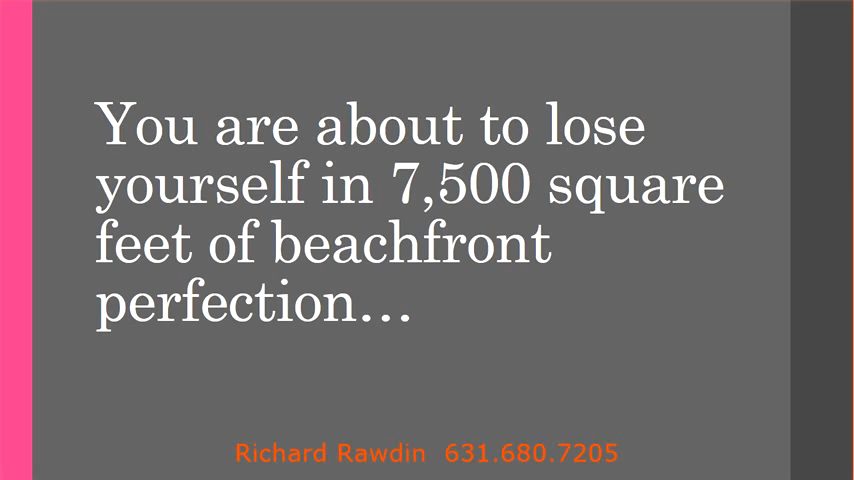 You are about to lose
yourself in 7,500 square
feet of beachfront
perfection…
Richard Rawdin 631.680.7205